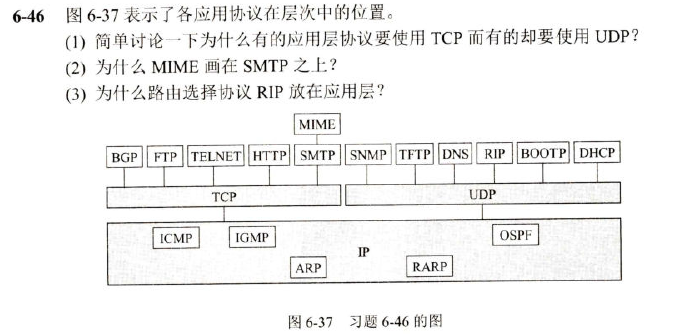 6-46 图 6-37 表示了各应用协议在层次中的位置。
(1) 简单讨论一下为什么有的应用层协议要使用 TCP 而有的却要使用 UDP？
(2) 为什么 MIME 画在 SMTP 之上？
(3) 为什么路由选择协议 RIP 放在应用层？
MIME
BGP FTP TELNET HTTP SMTP SNMP TFTP DNS RIP BOOTP DHCP
TCP UDP
ICMP IGMP OSPF
IP
ARP RARP
图 6-37 习题 6-46 的图